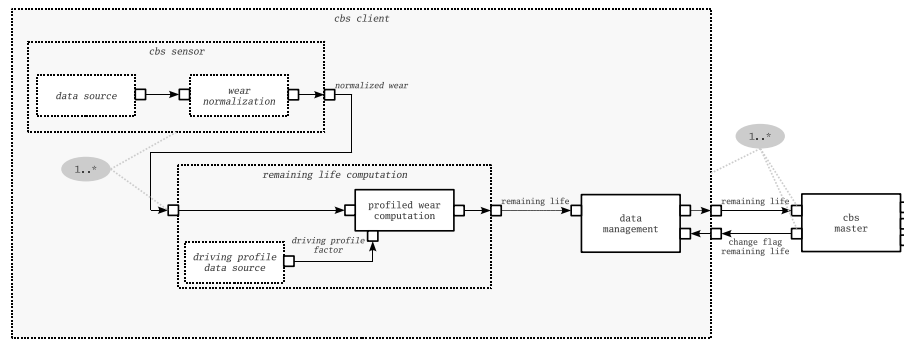 cbs client
cbs sensor
data source
wear
normalization
normalized wear
1..*
1..*
remaining life computation
profiled wear
computation
remaining life
data
management
remaining life
cbs
master
change flag
remaining life
driving profile
factor
driving profile
data source